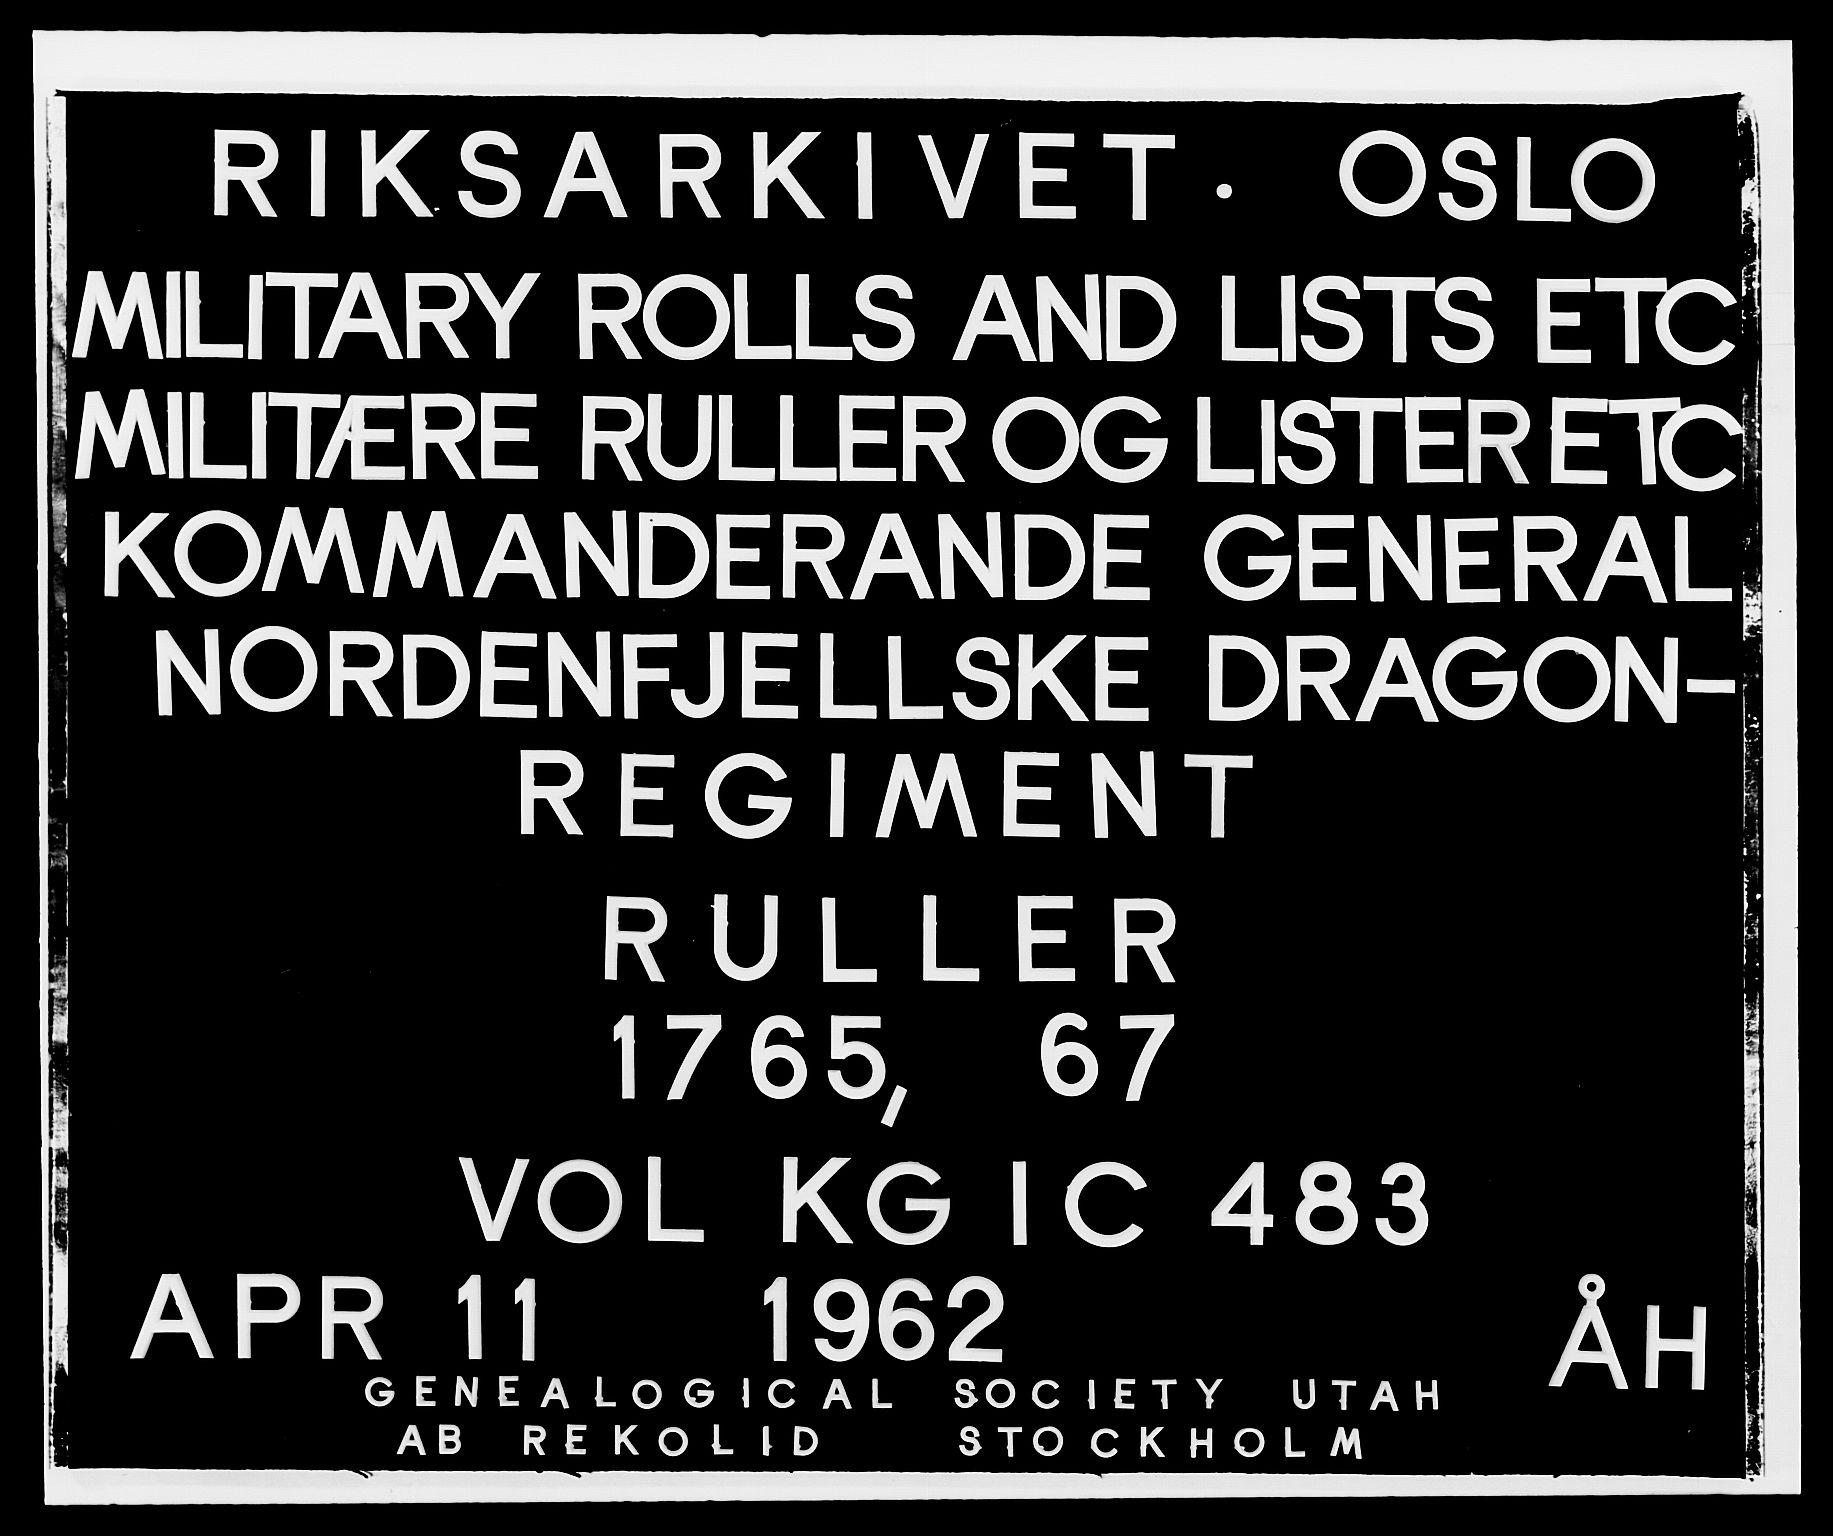 RIKSARKIVET · OSLO
MILITARY ROLLS AND LISTS ETC
MILITÆRE RULLER OG LISTER ETC
KOMMANDERANDE GENERAL
NORDENFJELLSKE DRAGON-
REGIMENT
RULLER
1765, 67
VOL KG IC 483
APR 11 1962 ÅH
GENEALOGICAL SOCIETY UTAH
AB REKOLID STOCKHOLM